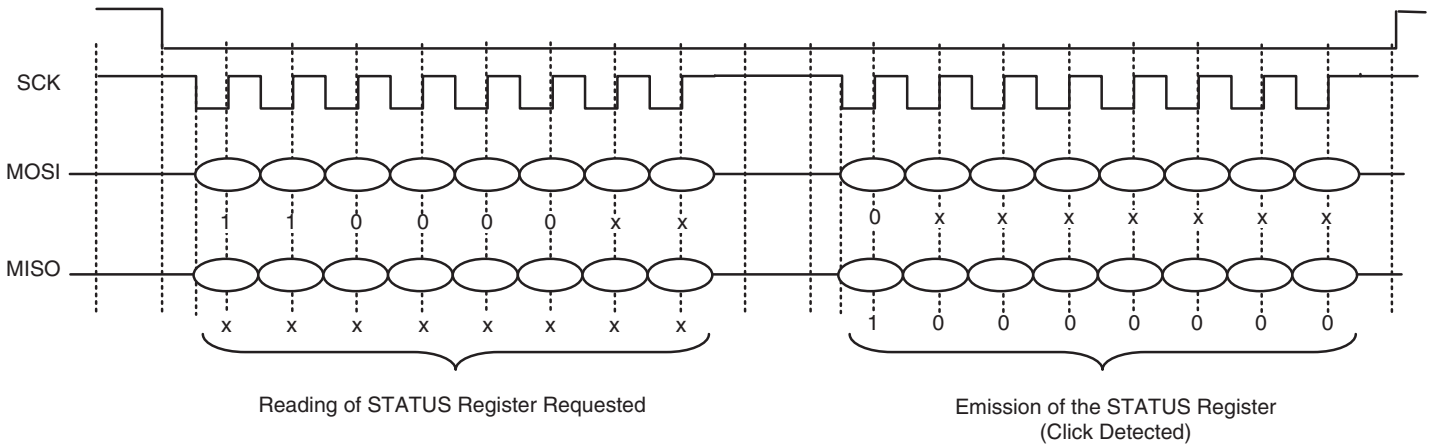 SCK
MOSI
1 1 0 0 0 0 x x 0 x x x x x x x
MISO
x x x x x x x x 1 0 0 0 0 0 0 0
Reading of STATUS Register Requested
Emission of the STATUS Register
(Click Detected)